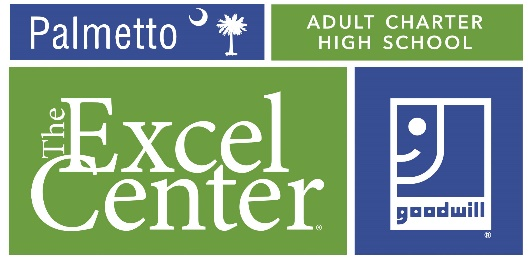 Palmetto
ADULT CHARTER
HIGH SCHOOL
The Excel
Center®
goodwill
®